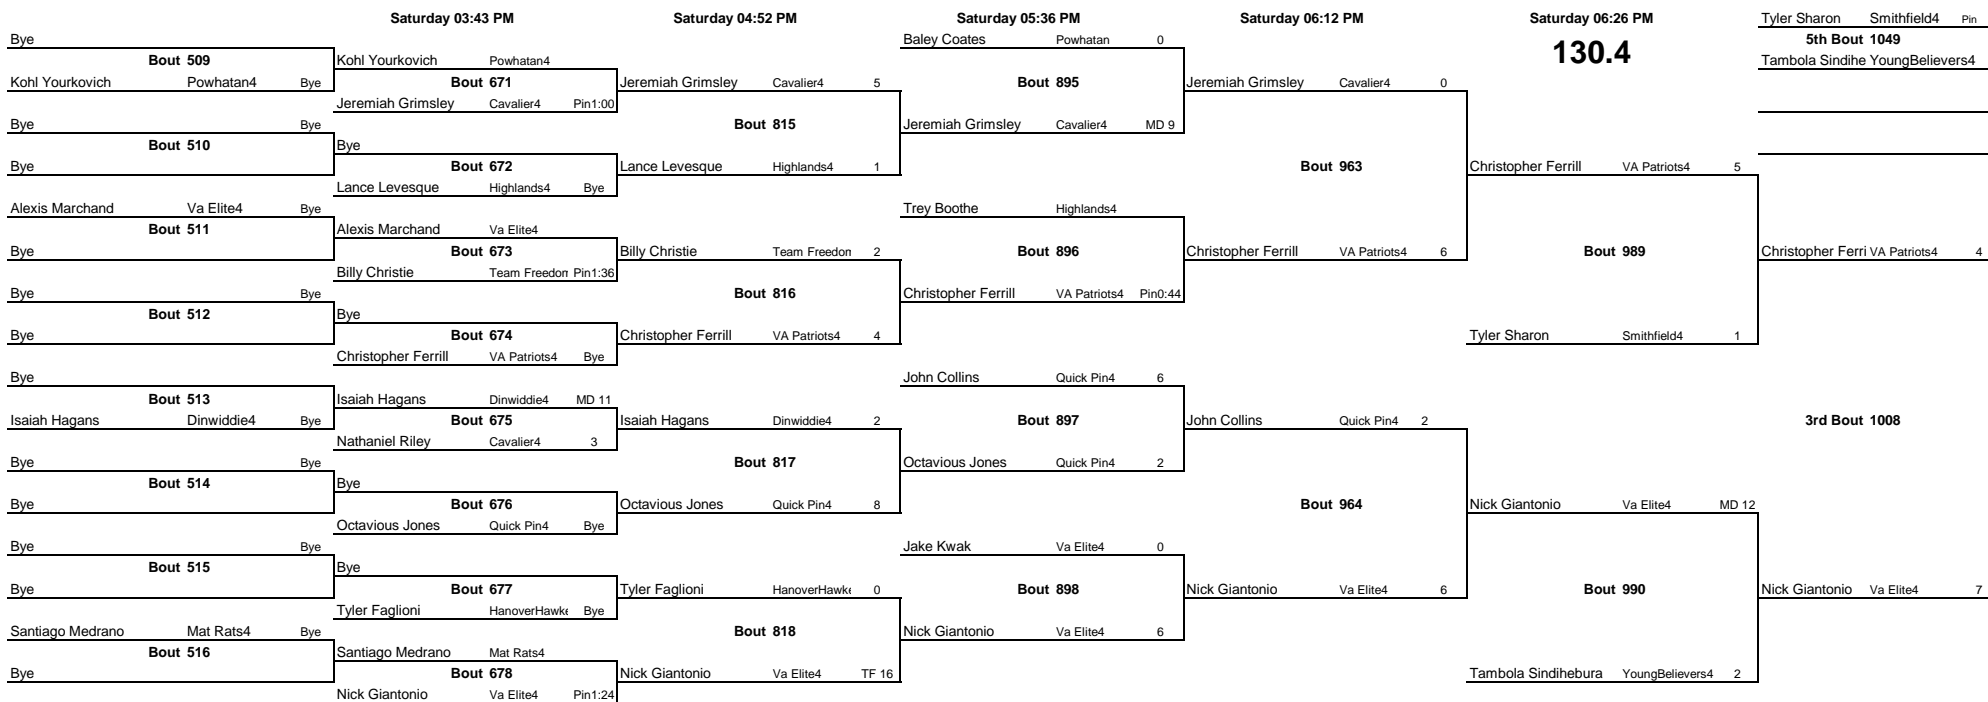 Saturday 03:43 PM Saturday 04:52 PM Saturday 05:36 PM Saturday 06:12 PM Saturday 06:26 PM Tyler Sharon Smithfield4 Pin
Bye Baley Coates Powhatan 0 130.4 5th Bout 1049
Bout 509 Kohl Yourkovich Powhatan4 Tambola Sindihe YoungBelievers4
Kohl Yourkovich Powhatan4 Bye Bout 671 Jeremiah Grimsley Cavalier4 5 Bout 895 Jeremiah Grimsley Cavalier4 0
Jeremiah Grimsley Cavalier4 Pin1:00
Bye Bye Bout 815 Jeremiah Grimsley Cavalier4 MD 9
Bout 510 Bye
Bye Bout 672 Lance Levesque Highlands4 1 Bout 963 Christopher Ferrill VA Patriots4 5
Lance Levesque Highlands4 Bye
Alexis Marchand Va Elite4 Bye Trey Boothe Highlands4
Bout 511 Alexis Marchand Va Elite4
Bye Bout 673 Billy Christie Team Freedon 2 Bout 896 Christopher Ferrill VA Patriots4 6 Bout 989 Christopher Ferri VA Patriots4 4
Billy Christie Team Freedon Pin1:36
Bye Bye Bout 816 Christopher Ferrill VA Patriots4 Pin0:44
Bout 512 Bye
Bye Bout 674 Christopher Ferrill VA Patriots4 4 Tyler Sharon Smithfield4 1
Christopher Ferrill VA Patriots4 Bye
Bye John Collins Quick Pin4 6
Bout 513 Isaiah Hagans Dinwiddie4 MD 11
Isaiah Hagans Dinwiddie4 Bye Bout 675 Isaiah Hagans Dinwiddie4 2 Bout 897 John Collins Quick Pin4 2 3rd Bout 1008
Nathaniel Riley Cavalier4 3
Bye Bye Bout 817 Octavious Jones Quick Pin4 2
Bout 514 Bye
Bye Bout 676 Octavious Jones Quick Pin4 8 Bout 964 Nick Giantonio Va Elite4 MD 12
Octavious Jones Quick Pin4 Bye
Bye Bye Jake Kwak Va Elite4 0
Bout 515 Bye
Bye Bout 677 Tyler Faglioni HanoverHawke 0 Bout 898 Nick Giantonio Va Elite4 6 Bout 990 Nick Giantonio Va Elite4 7
Tyler Faglioni HanoverHawke Bye
Santiago Medrano Mat Rats4 Bye Bout 818 Nick Giantonio Va Elite4 6
Bout 516 Santiago Medrano Mat Rats4
Bye Bout 678 Nick Giantonio Va Elite4 TF 16 Tambola Sindihebura YoungBelievers4 2
Nick Giantonio Va Elite4 Pin1:24